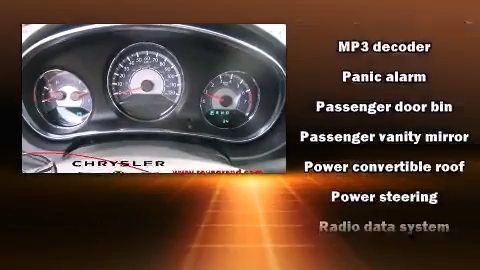 MP3 decoder
Panic alarm
Passenger door bin
Passenger vanity mirror
Power convertible roof
Power steering
Radio data system
CHRYSLER